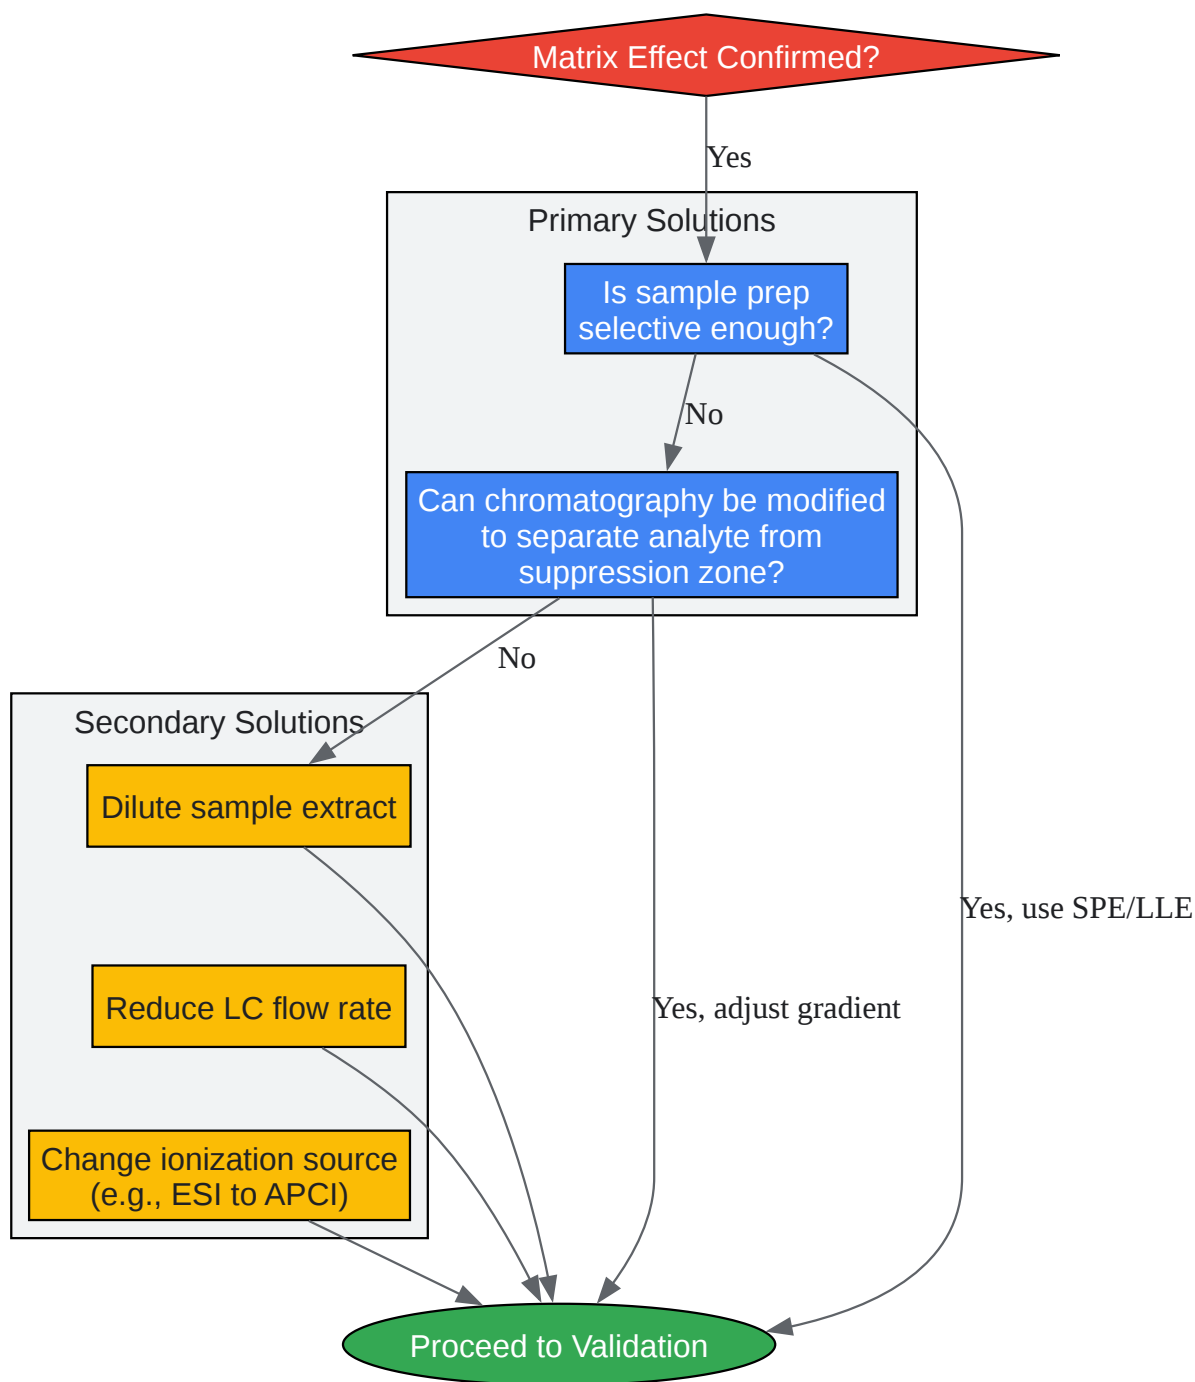 Matrix Effect Confirmed?
Yes
Primary Solutions
Is sample prep
selective enough?
No
Can chromatography be modified
to separate analyte from
suppression zone?
No
Secondary Solutions
Dilute sample extract
Yes, use SPE/LLE
Reduce LC flow rate
Yes, adjust gradient
Change ionization source
(e.g., ESI to APCI)
Proceed to Validation